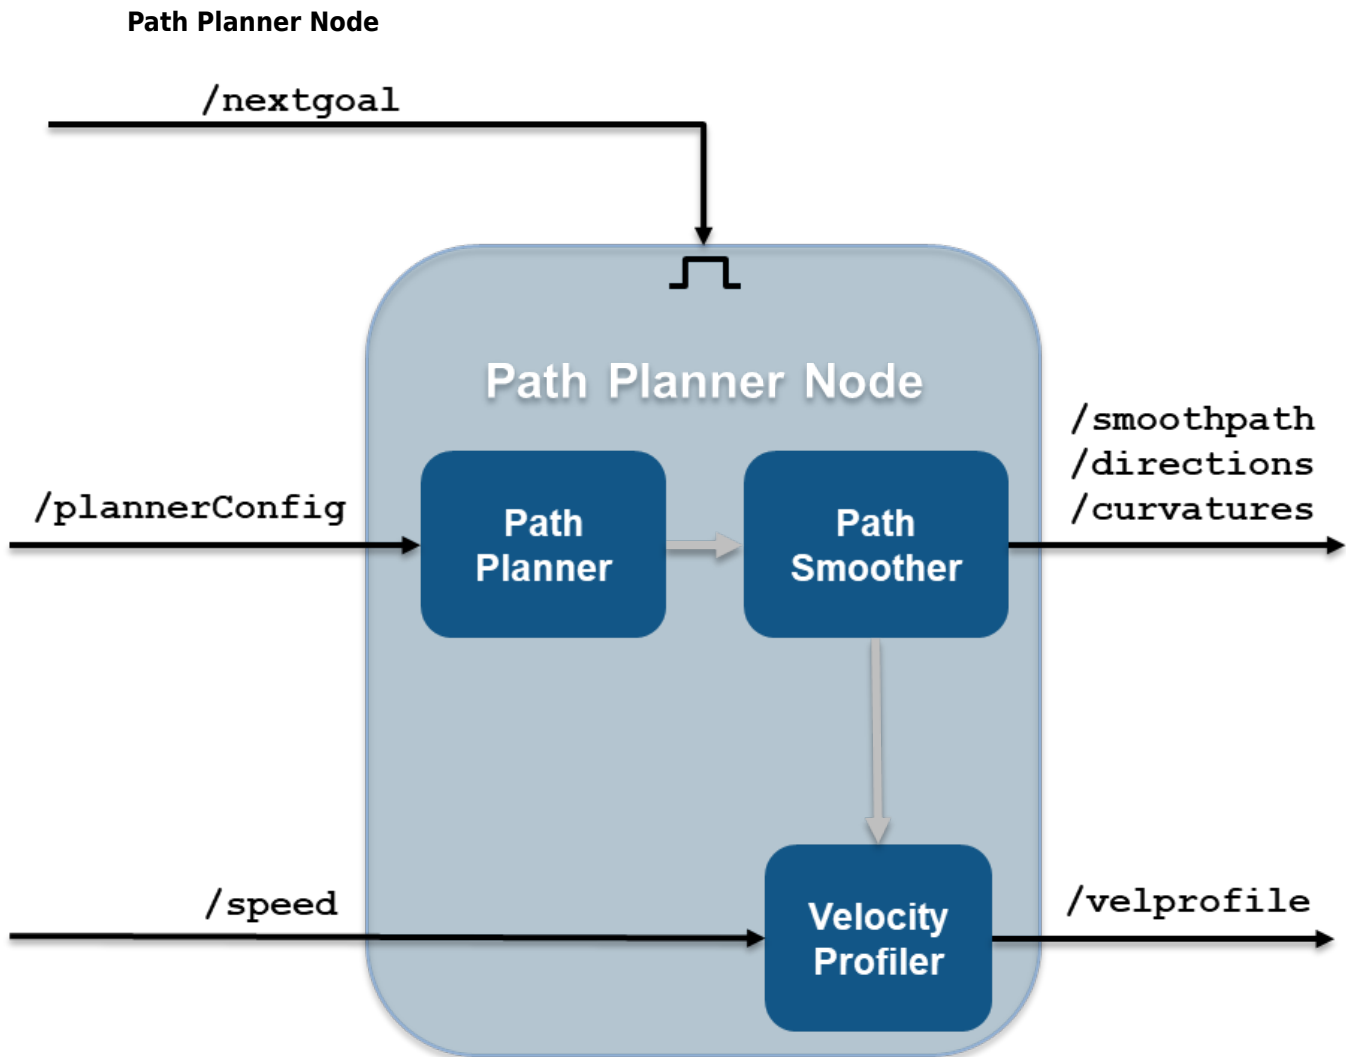 Path Planner Node
/nextgoal
Path Planner Node
/smoothpath
/directions
/curvatures
/plannerConfig
Path
Planner
Path
Smoother
/speed
Velocity
Profiler
/velprofile